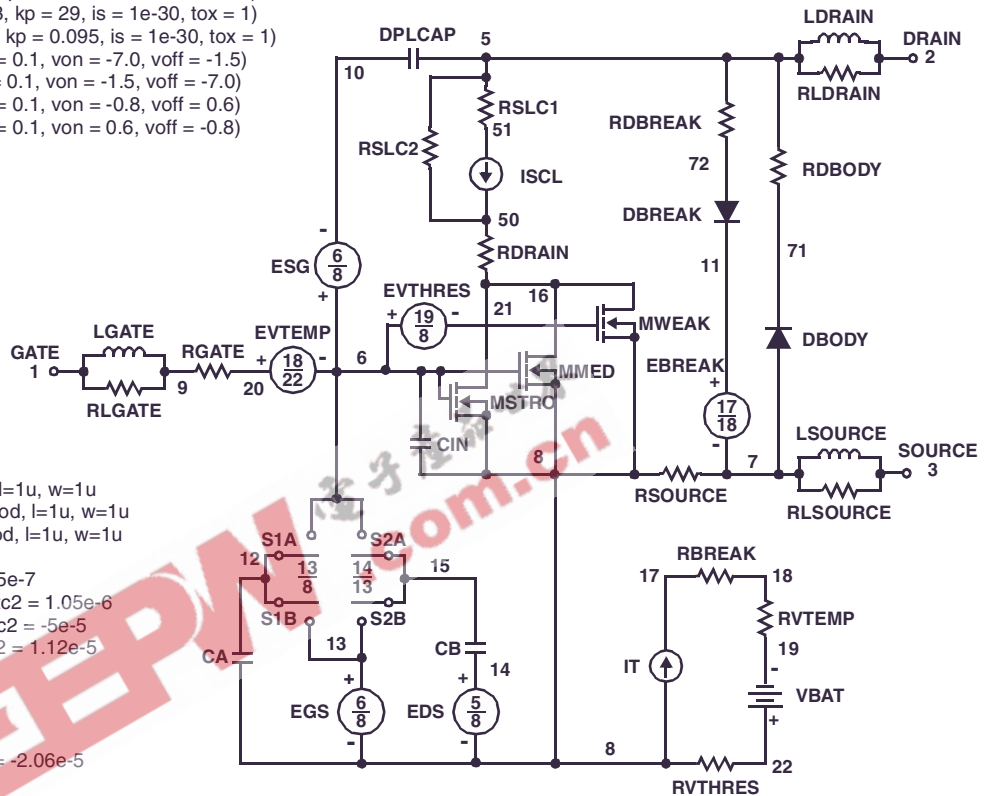 3, kp = 29, is = 1e-30, tox = 1)
kp = 0.095, is = 1e-30, tox = 1)
= 0.1, von = -7.0, voff = -1.5)
= 0.1, von = -1.5, voff = -7.0)
= 0.1, von = -0.8, voff = 0.6)
= 0.1, von = 0.6, voff = -0.8)
DPLCAP
5
10
LDRAIN
DRAIN
2
RLDRAIN
RSLC1
51
RSLC2
ISCL
50
RDRAIN
RDBREAK
72
DBREAK
11
RDBODY
71
ESG
-
6
8
+
EVTHRES
+
19
8
-
21
16
MWEAK
DBODY
EBREAK
+
17
18
-
GATE
1
LGATE
RLGATE
9
RGATE
20
EVTEMP
+
18
22
-
6
MMED
MSTRO
CIN
8
RSOURCE
7
LSOURCE
SOURCE
3
RLSOURCE
電子產品世界
.com.cn
EEPW
l=1u, w=1u
od, l=1u, w=1u
od, l=1u, w=1u
5e-7
tc2 = 1.05e-6
c2 = -5e-5
2 = 1.12e-5
= -2.06e-5
S1A
S2A
12
13
8
14
13
15
S1B
S2B
13
CA
CB
14
EGS
+
6
8
-
EDS
+
5
8
-
8
17
RBREAK
18
RVTEMP
19
IT
-
VBAT
+
22
RVTHRES